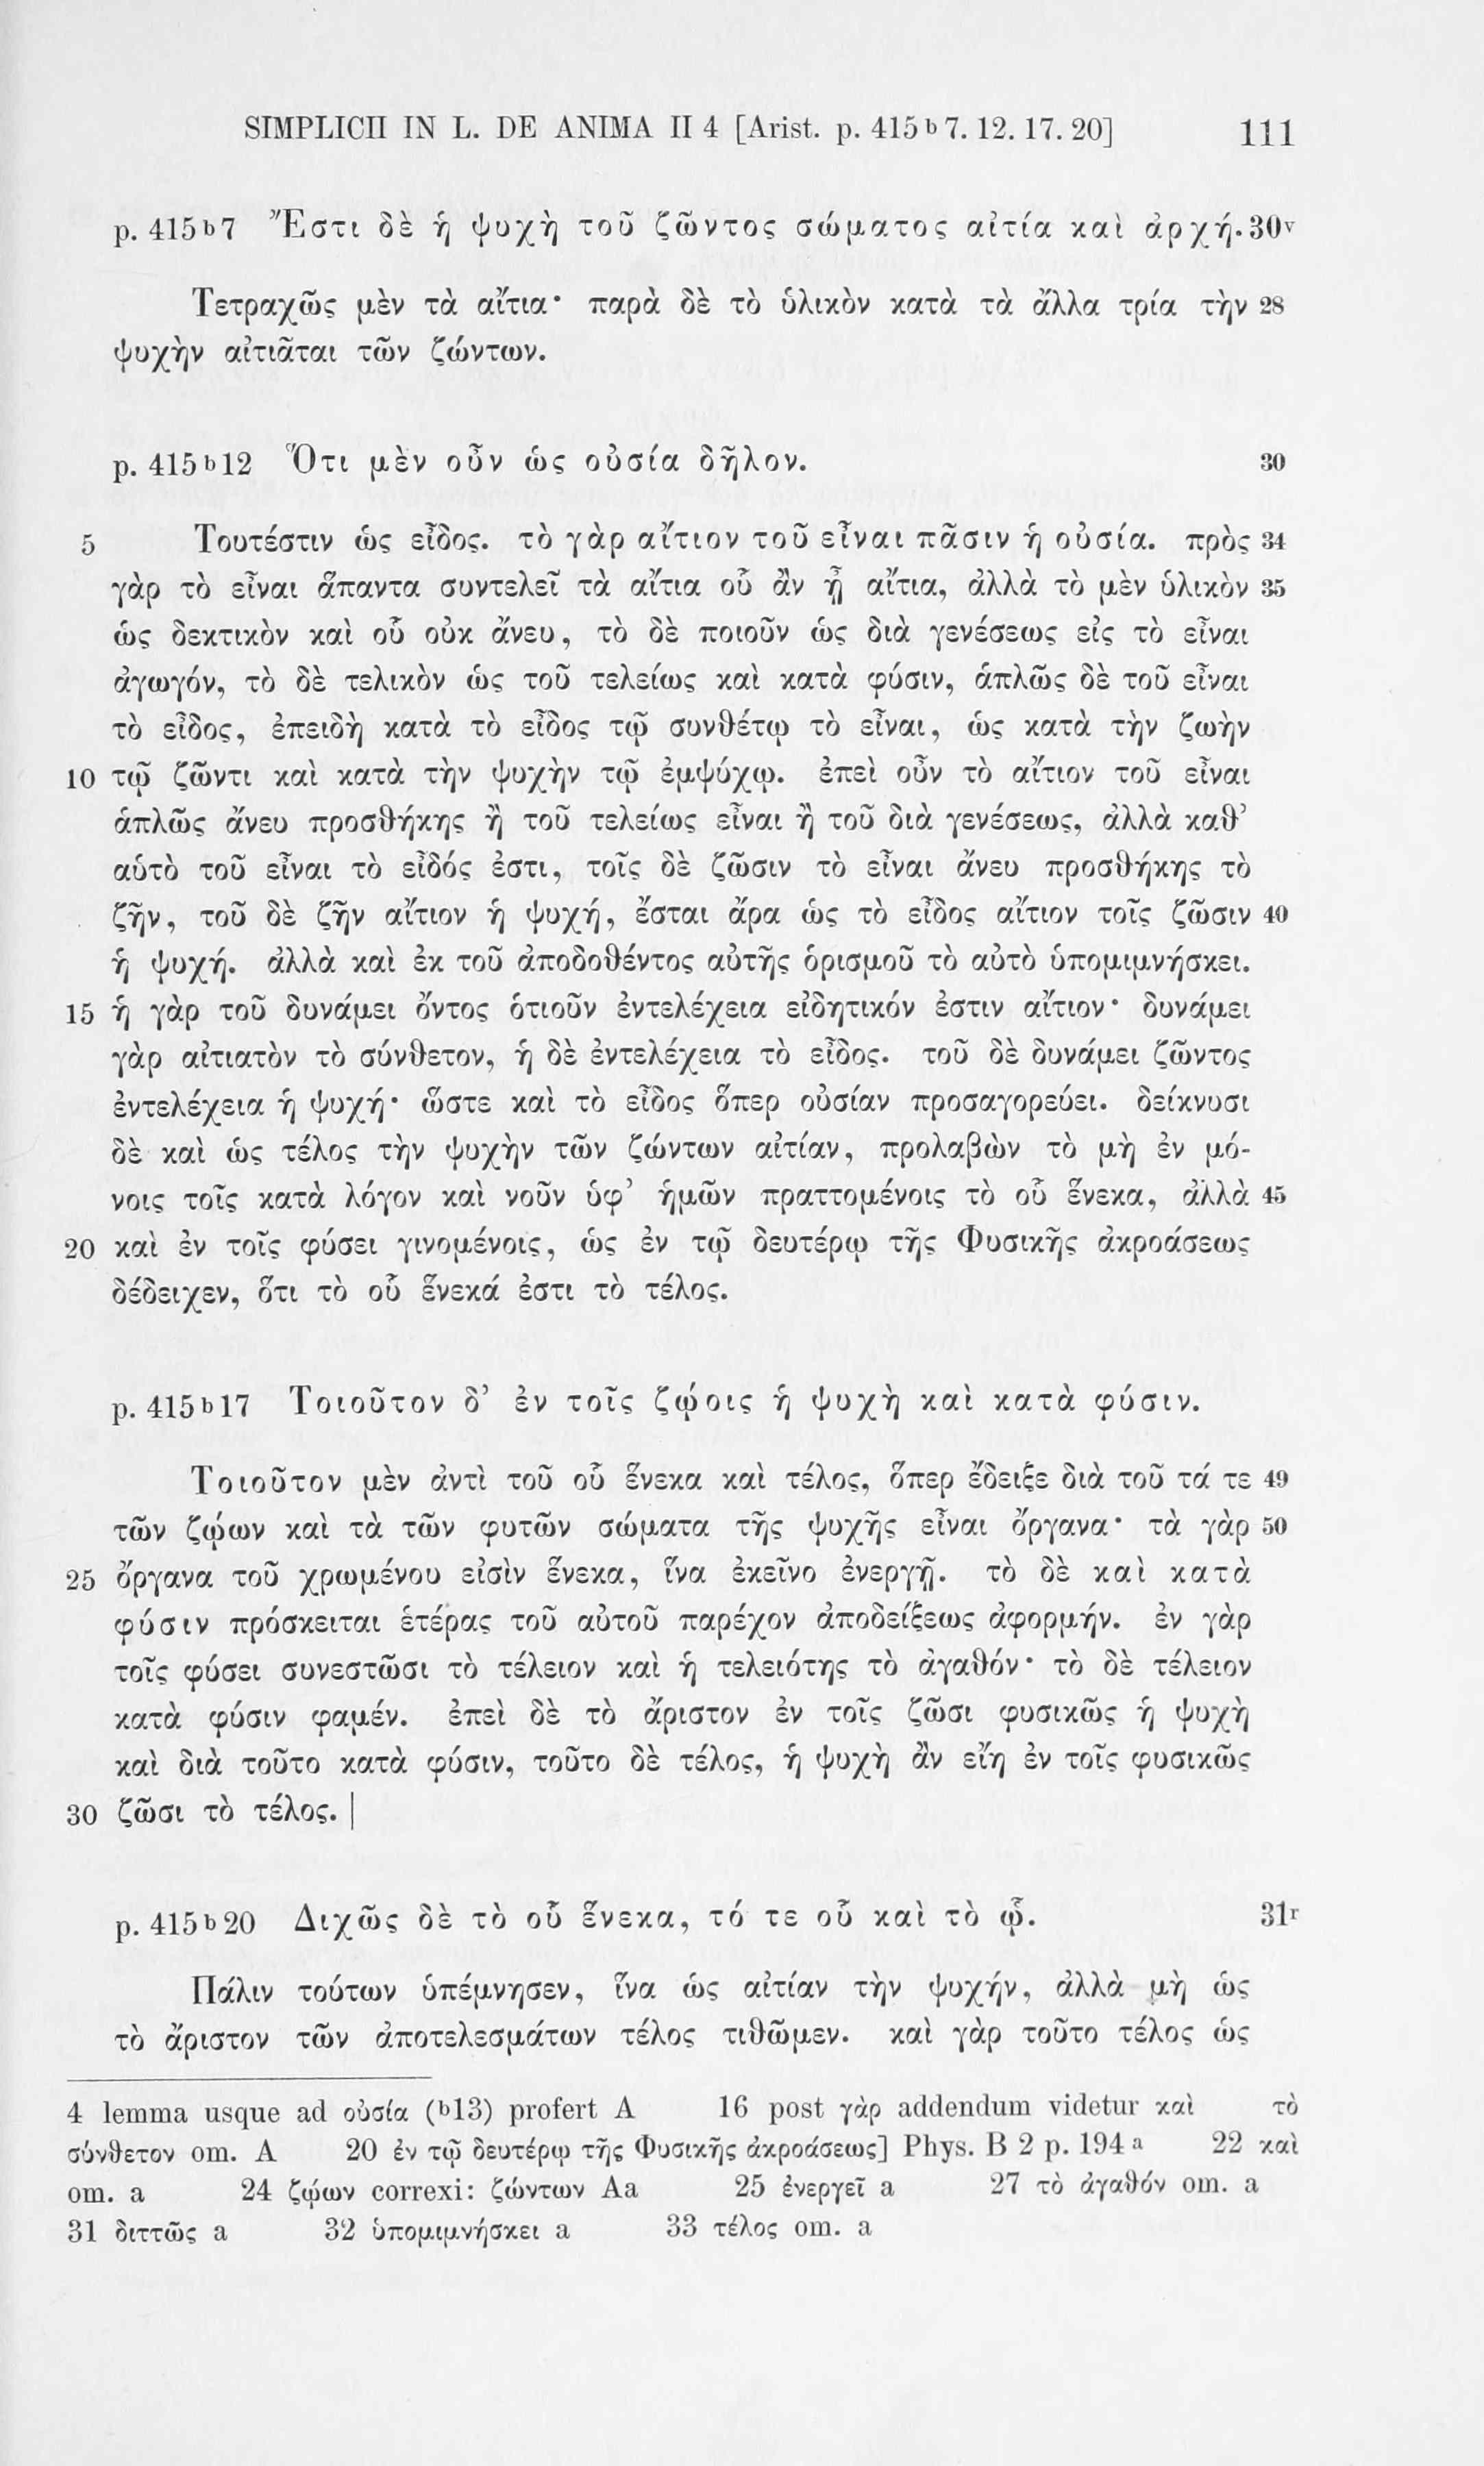 SIMPLICII IN L. DE ANIMA II 4 [Arist. p. 415ᵇ7. 12. 17. 20] 111
p. 415ᵇ7 Ἔστι δὲ ἡ ψυχὴ τοῦ ζῶντος σώματος αἰτία καὶ ἀρχή. 30ᵛ
Τετραχῶς μὲν τὰ αἴτια· παρὰ δὲ τὸ ὑλικὸν κατὰ τὰ ἄλλα τρία τὴν 28
ψυχὴν αἰτιᾶται τῶν ζώντων.
p. 415ᵇ12 Ὅτι μὲν οὖν ὡς οὐσία δῆλον. 30
5 Τουτέστιν ὡς εἶδος. τὸ γὰρ αἴτιον τοῦ εἶναι πᾶσιν ἡ οὐσία. πρὸς 34
γὰρ τὸ εἶναι ἅπαντα συντελεῖ τὰ αἴτια οὗ ἂν ᾖ αἴτια, ἀλλὰ τὸ μὲν ὑλικὸν 35
ὡς δεκτικὸν καὶ οὗ οὐκ ἄνευ, τὸ δὲ ποιοῦν ὡς διὰ γενέσεως εἰς τὸ εἶναι
ἀγωγόν, τὸ δὲ τελικὸν ὡς τοῦ τελείως καὶ κατὰ φύσιν, ἁπλῶς δὲ τοῦ εἶναι
τὸ εἶδος, ἐπειδὴ κατὰ τὸ εἶδος τῷ συνθέτῳ τὸ εἶναι, ὡς κατὰ τὴν ζωὴν
10 τῷ ζῶντι καὶ κατὰ τὴν ψυχὴν τῷ ἐμψύχῳ. ἐπεὶ οὖν τὸ αἴτιον τοῦ εἶναι
ἁπλῶς ἄνευ προσθήκης ἢ τοῦ τελείως εἶναι ἢ τοῦ διὰ γενέσεως, ἀλλὰ καθ’
αὑτὸ τοῦ εἶναι τὸ εἶδός ἐστι, τοῖς δὲ ζῶσιν τὸ εἶναι ἄνευ προσθήκης τὸ
ζῆν, τοῦ δὲ ζῆν αἴτιον ἡ ψυχή, ἔσται ἄρα ὡς τὸ εἶδος αἴτιον τοῖς ζῶσιν 40
ἡ ψυχή. ἀλλὰ καὶ ἐκ τοῦ ἀποδοθέντος αὐτῆς ὁρισμοῦ τὸ αὐτὸ ὑπομιμνήσκει.
15 ἡ γὰρ τοῦ δυνάμει ὄντος ὁτιοῦν ἐντελέχεια εἰδητικόν ἐστιν αἴτιον· δυνάμει
γὰρ αἰτιατὸν τὸ σύνθετον, ἡ δὲ ἐντελέχεια τὸ εἶδος. τοῦ δὲ δυνάμει ζῶντος
ἐντελέχεια ἡ ψυχή· ὥστε καὶ τὸ εἶδος ὅπερ οὐσίαν προσαγορεύει. δείκνυσι
δὲ καὶ ὡς τέλος τὴν ψυχὴν τῶν ζώντων αἰτίαν, προλαβὼν τὸ μὴ ἐν μό-
νοις τοῖς κατὰ λόγον καὶ νοῦν ὑφ’ ἡμῶν πραττομένοις τὸ οὗ ἕνεκα, ἀλλὰ 45
20 καὶ ἐν τοῖς φύσει γινομένοις, ὡς ἐν τῷ δευτέρῳ τῆς Φυσικῆς ἀκροάσεως
δέδειχεν, ὅτι τὸ οὗ ἕνεκά ἐστι τὸ τέλος.
p. 415ᵇ17 Τοιοῦτον δ’ ἐν τοῖς ζῴοις ἡ ψυχὴ καὶ κατὰ φύσιν.
Τοιοῦτον μὲν ἀντὶ τοῦ οὗ ἕνεκα καὶ τέλος, ὅπερ ἔδειξε διὰ τοῦ τά τε 49
τῶν ζῴων καὶ τὰ τῶν φυτῶν σώματα τῆς ψυχῆς εἶναι ὄργανα· τὰ γὰρ 50
25 ὄργανα τοῦ χρωμένου εἰσὶν ἕνεκα, ἵνα ἐκεῖνο ἐνεργῇ. τὸ δὲ καὶ κατὰ
φύσιν πρόσκειται ἑτέρας τοῦ αὐτοῦ παρέχον ἀποδείξεως ἀφορμήν. ἐν γὰρ
τοῖς φύσει συνεστῶσι τὸ τέλειον καὶ ἡ τελειότης τὸ ἀγαθόν· τὸ δὲ τέλειον
κατὰ φύσιν φαμέν. ἐπεὶ δὲ τὸ ἄριστον ἐν τοῖς ζῶσι φυσικῶς ἡ ψυχὴ
καὶ διὰ τοῦτο κατὰ φύσιν, τοῦτο δὲ τέλος, ἡ ψυχὴ ἂν εἴη ἐν τοῖς φυσικῶς
30 ζῶσι τὸ τέλος. |
p. 415ᵇ20 Διχῶς δὲ τὸ οὗ ἕνεκα, τό τε οὗ καὶ τὸ ᾧ. 31ʳ
Πάλιν τούτων ὑπέμνησεν, ἵνα ὡς αἰτίαν τὴν ψυχήν, ἀλλὰ μὴ ὡς
τὸ ἄριστον τῶν ἀποτελεσμάτων τέλος τιθῶμεν. καὶ γὰρ τοῦτο τέλος ὡς
4 lemma usque ad οὐσία (ᵇ13) profert A 16 post γὰρ addendum videtur καὶ τὸ
σύνθετον om. A 20 ἐν τῷ δευτέρῳ τῆς Φυσικῆς ἀκροάσεως] Phys. B 2 p. 194ᵃ 22 καὶ
om. a 24 ζῴων correxi: ζώντων Aa 25 ἐνεργεῖ a 27 τὸ ἀγαθόν om. a
31 διττῶς a 32 ὑπομιμνήσκει a 33 τέλος om. a